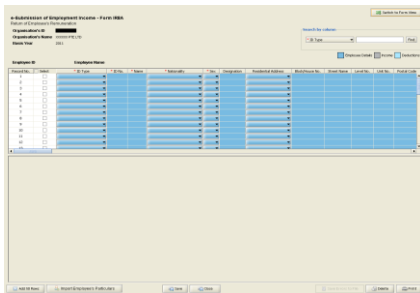 Switch to Form View
e-Submission of Employment Income - Form IR8A
Return of Employee's Remuneration
Organisation's ID
Organisation's Name
Basis Year 2021
Search by column :
* ID Type
Find
Employee Details Income Deductions
Employee ID Employee Name
Record No. Select * ID Type * ID No. * Name * Nationality * Sex Designation Residential Address Block/House No. Street Name Level No. Unit No. Postal Code
1
2
3
4
5
6
7
8
9
10
11
12
Add 20 Rows Import Employee's Particulars Save Close Delete Print